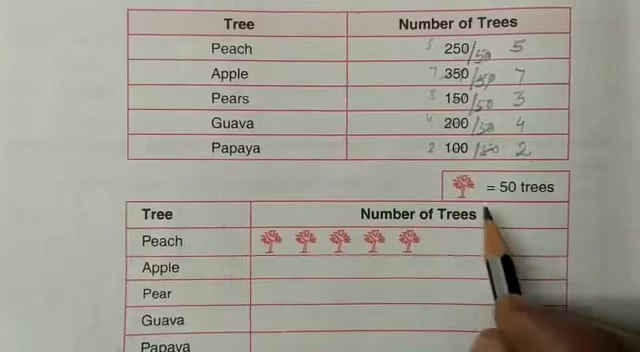 Tree Number of Trees
Peach 5 250/50 5
Apple 7 350/50 7
Pears 3 150/50 3
Guava 4 200/50 4
Papaya 2 100/50 2
= 50 trees
Tree Number of Trees
Peach
Apple
Pear
Guava
Papaya